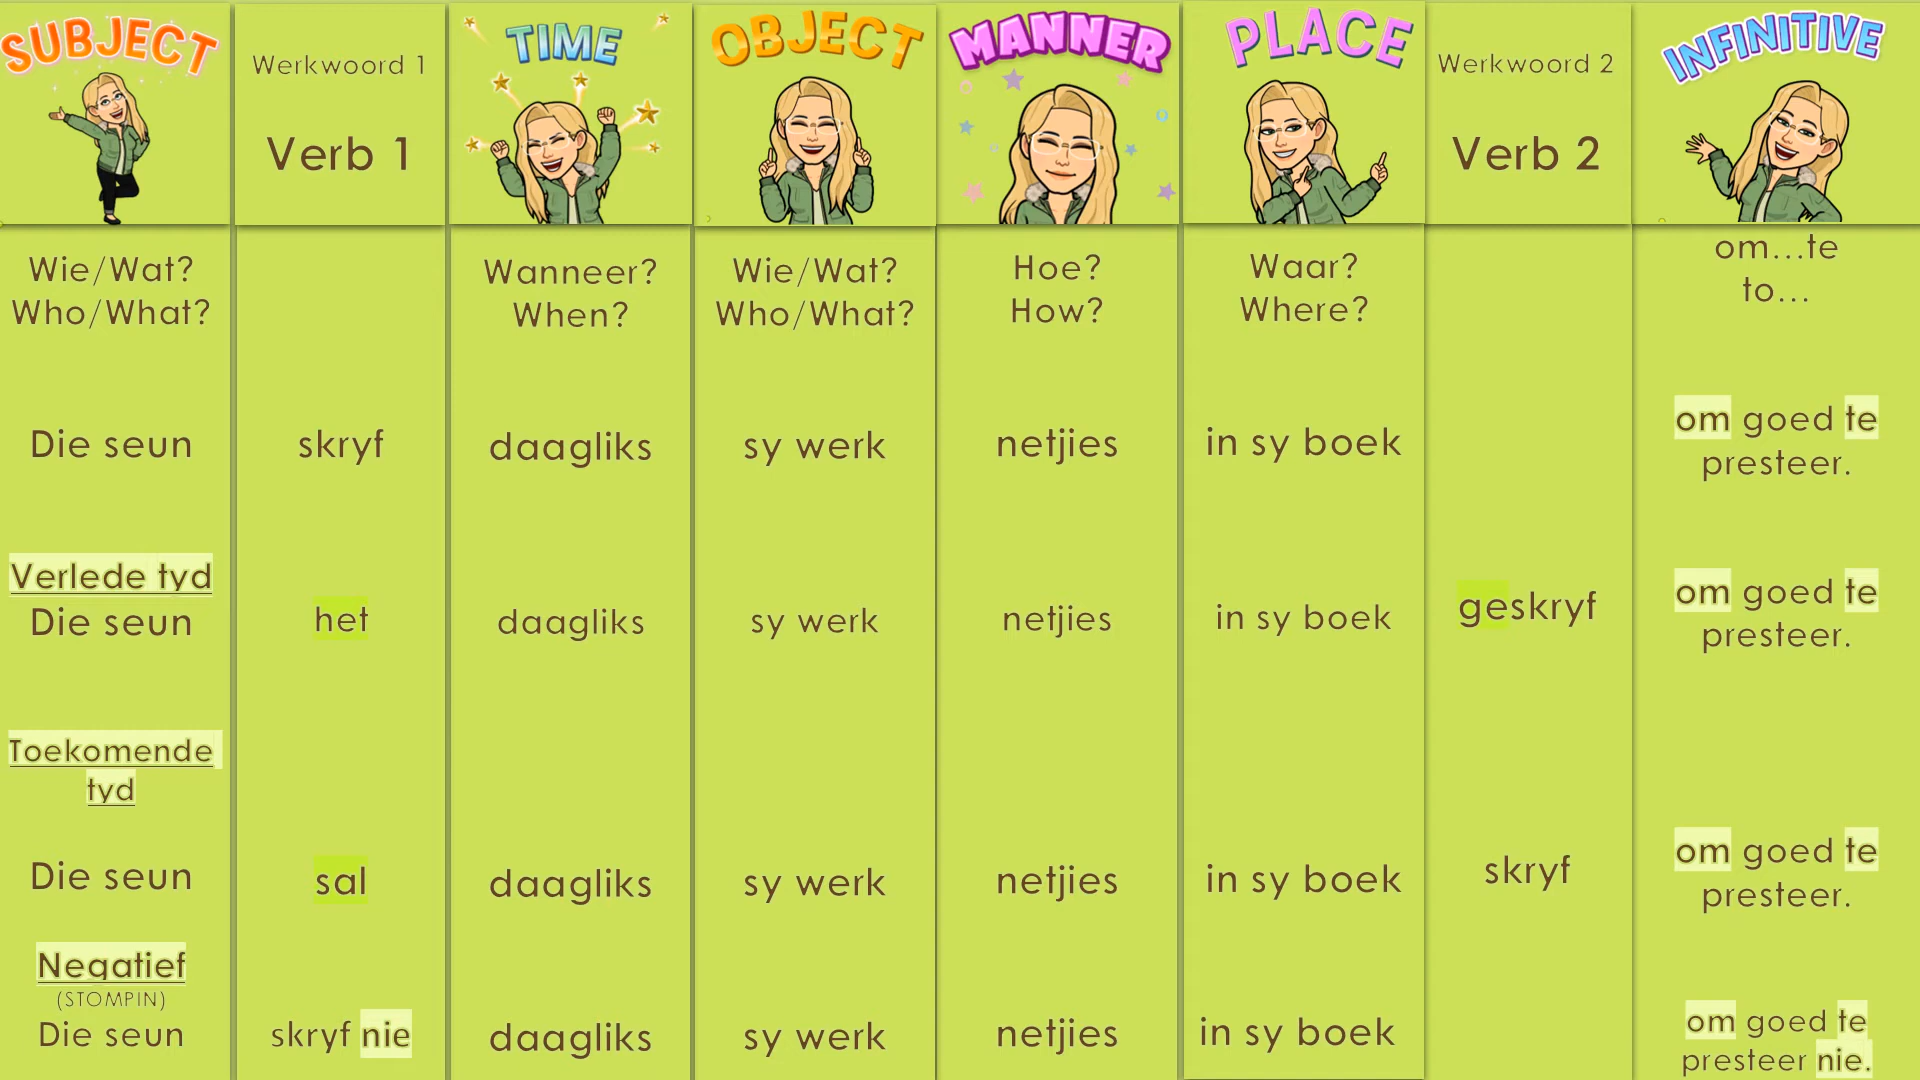 SUBJECT
Werkwoord 1
Verb 1
TIME
OBJECT
MANNER
PLACE
Werkwoord 2
Verb 2
INFINITIVE
Wie/Wat?
Who/What?
Wanneer?
When?
Wie/Wat?
Who/What?
Hoe?
How?
Waar?
Where?
om...te
to...
Die seun
skryf
daagliks
sy werk
netjies
in sy boek
om goed te
presteer.
Verlede tyd
Die seun
het
daagliks
sy werk
netjies
in sy boek
geskryf
om goed te
presteer.
Toekomende
tyd
Die seun
sal
daagliks
sy werk
netjies
in sy boek
skryf
om goed te
presteer.
Negatief
(STOMPIN)
Die seun
skryf nie
daagliks
sy werk
netjies
in sy boek
om goed te
presteer nie.